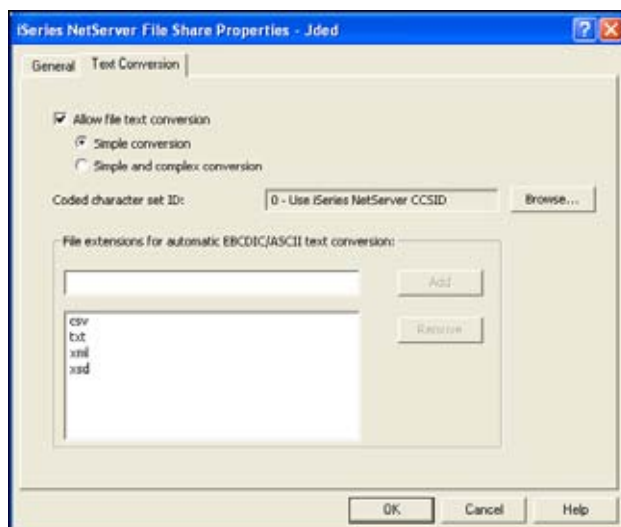 iSeries NetServer File Share Properties - Jded
General
Text Conversion
Allow file text conversion
Simple conversion
Simple and complex conversion
Coded character set ID:
0 - Use iSeries NetServer CCSID
Browse...
File extensions for automatic EBCDIC/ASCII text conversion:
Add
Remove
csv
txt
xml
xsd
OK
Cancel
Help